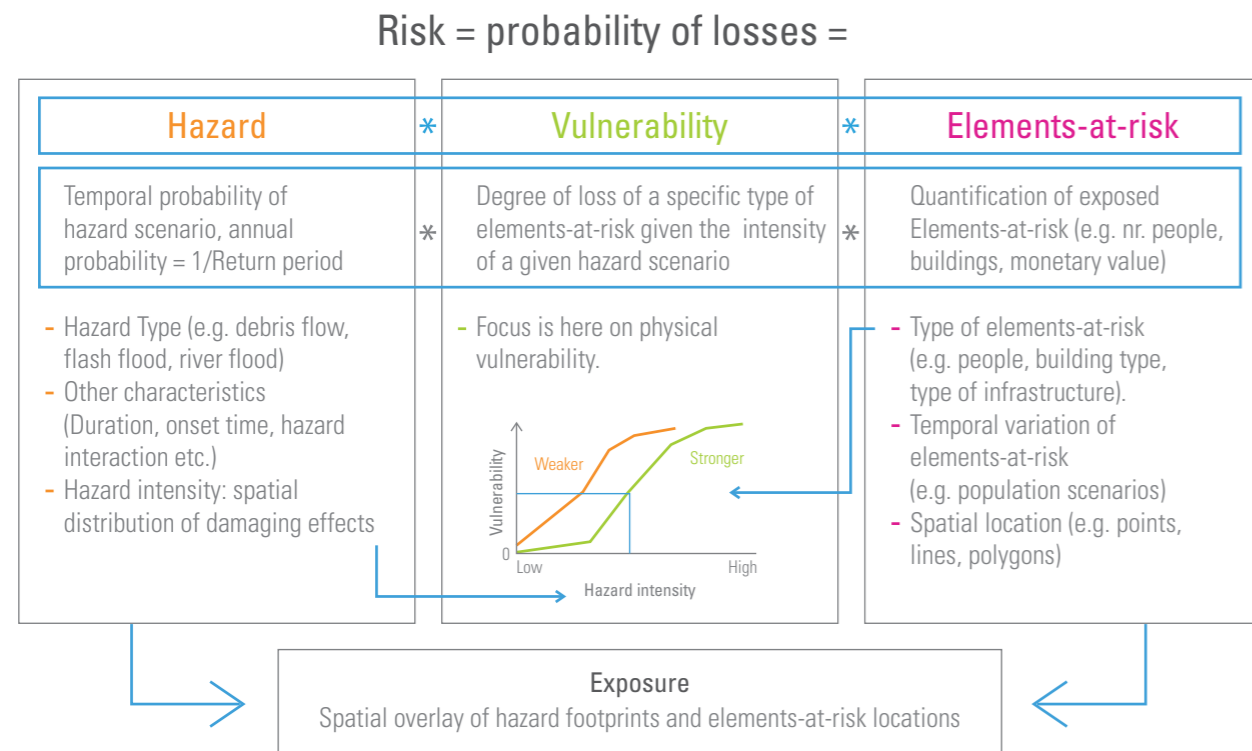 Risk = probability of losses =
Hazard * Vulnerability * Elements-at-risk
Temporal probability of
hazard scenario, annual
probability = 1/Return period
*
Degree of loss of a specific type of
elements-at-risk given the intensity
of a given hazard scenario
*
Quantification of exposed
Elements-at-risk (e.g. nr. people,
buildings, monetary value)
- Hazard Type (e.g. debris flow,
flash flood, river flood)
- Other characteristics
(Duration, onset time, hazard
interaction etc.)
- Hazard intensity: spatial
distribution of damaging effects
- Focus is here on physical
vulnerability.
Vulnerability
Weaker
Stronger
0
Low
High
Hazard intensity
- Type of elements-at-risk
(e.g. people, building type,
type of infrastructure).
- Temporal variation of
elements-at-risk
(e.g. population scenarios)
- Spatial location (e.g. points,
lines, polygons)
Exposure
Spatial overlay of hazard footprints and elements-at-risk locations